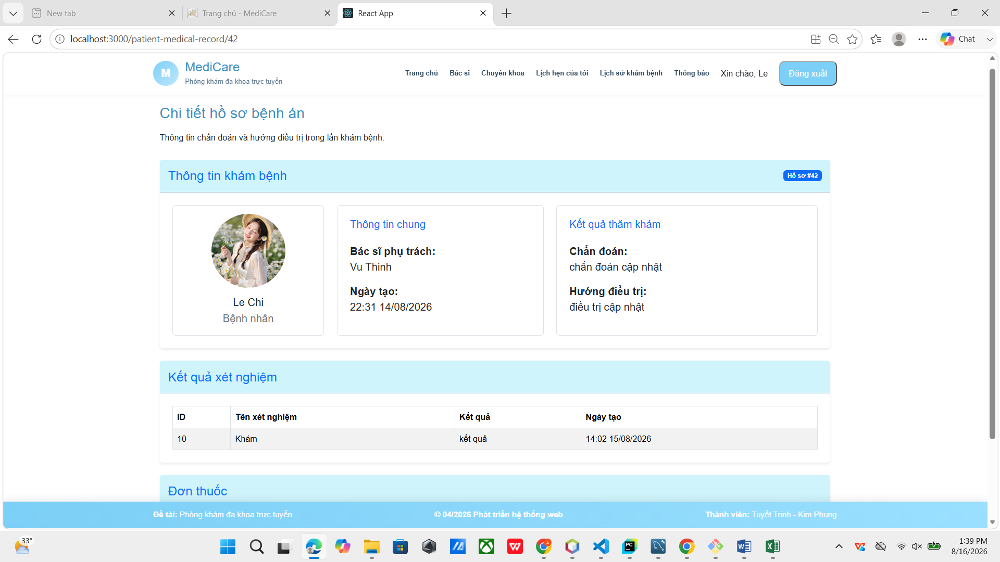 New tab
Trang chủ - MediCare
React App
localhost:3000/patient-medical-record/42
Chat
M
MediCare
Phòng khám đa khoa trực tuyến
Trang chủ
Bác sĩ
Chuyên khoa
Lịch hẹn của tôi
Lịch sử khám bệnh
Thông báo
Xin chào, Le
Đăng xuất
Chi tiết hồ sơ bệnh án
Thông tin chẩn đoán và hướng điều trị trong lần khám bệnh.
Thông tin khám bệnh
Hồ sơ #42
Le Chi
Bệnh nhân
Thông tin chung
Bác sĩ phụ trách:
Vu Thinh
Ngày tạo:
22:31 14/08/2026
Kết quả thăm khám
Chẩn đoán:
chẩn đoán cập nhật
Hướng điều trị:
điều trị cập nhật
Kết quả xét nghiệm
ID Tên xét nghiệm Kết quả Ngày tạo
10 Khám kết quả 14:02 15/08/2026
Đơn thuốc
Đề tài: Phòng khám đa khoa trực tuyến
© 04/2026 Phát triển hệ thống web
Thành viên: Tuyết Trinh - Kim Phụng
33°
1:39 PM
8/16/2026